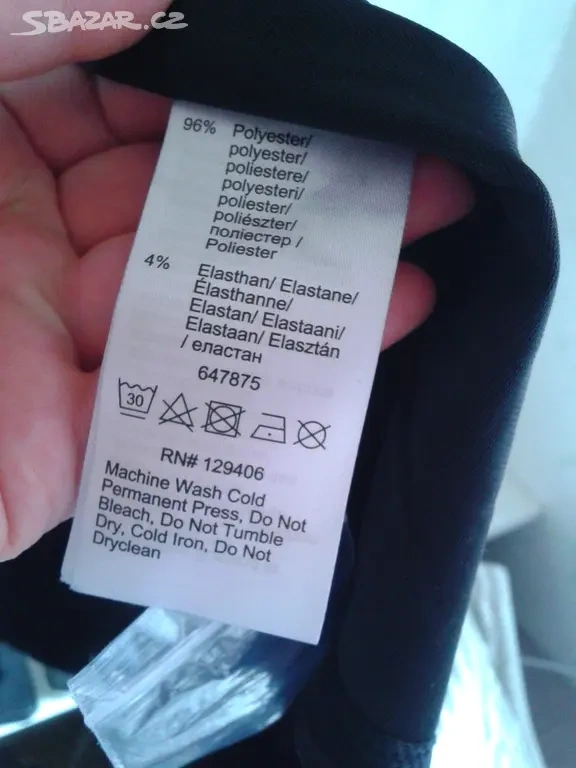 SBAZAR.CZ
96% Polyester/
polyester/
poliestere/
polyesteri/
poliester/
poliészter/
поліестер /
Poliester
4% Elasthan/ Elastane/
Élasthanne/
Elastan/ Elastaani/
Elastaan/ Elasztán
/ еластан
647875
30
RN# 129406
Machine Wash Cold
Permanent Press, Do Not
Bleach, Do Not Tumble
Dry, Cold Iron, Do Not
Dryclean